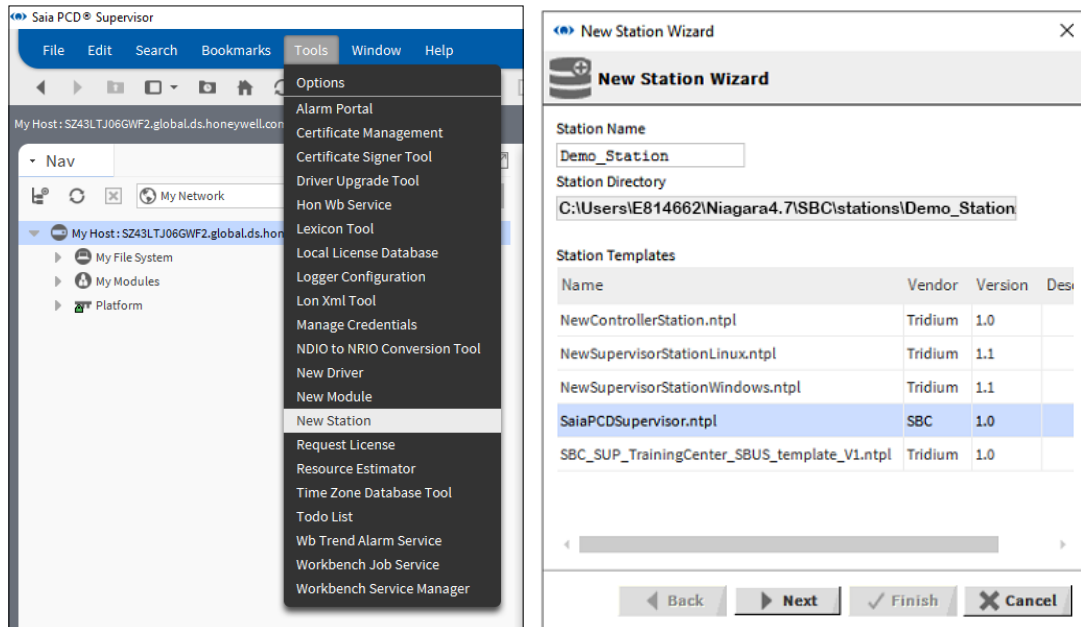 Saia PCD® Supervisor
File Edit Search Bookmarks Tools Window Help
My Host : SZ43LTJ06GWF2.global.ds.honeywell.con
Nav
My Network
My Host : SZ43LTJ06GWF2.global.ds.hon
My File System
My Modules
Platform
Options
Alarm Portal
Certificate Management
Certificate Signer Tool
Driver Upgrade Tool
Hon Wb Service
Lexicon Tool
Local License Database
Logger Configuration
Lon Xml Tool
Manage Credentials
NDIO to NRIO Conversion Tool
New Driver
New Module
New Station
Request License
Resource Estimator
Time Zone Database Tool
Todo List
Wb Trend Alarm Service
Workbench Job Service
Workbench Service Manager
New Station Wizard
New Station Wizard
Station Name
Demo_Station
Station Directory
C:\Users\E814662\Niagara4.7\SBC\stations\Demo_Station
Station Templates
Name Vendor Version Desc
NewControllerStation.ntpl Tridium 1.0
NewSupervisorStationLinux.ntpl Tridium 1.1
NewSupervisorStationWindows.ntpl Tridium 1.1
SaiaPCDSupervisor.ntpl SBC 1.0
SBC_SUP_TrainingCenter_SBUS_template_V1.ntpl Tridium 1.0
Back Next Finish Cancel